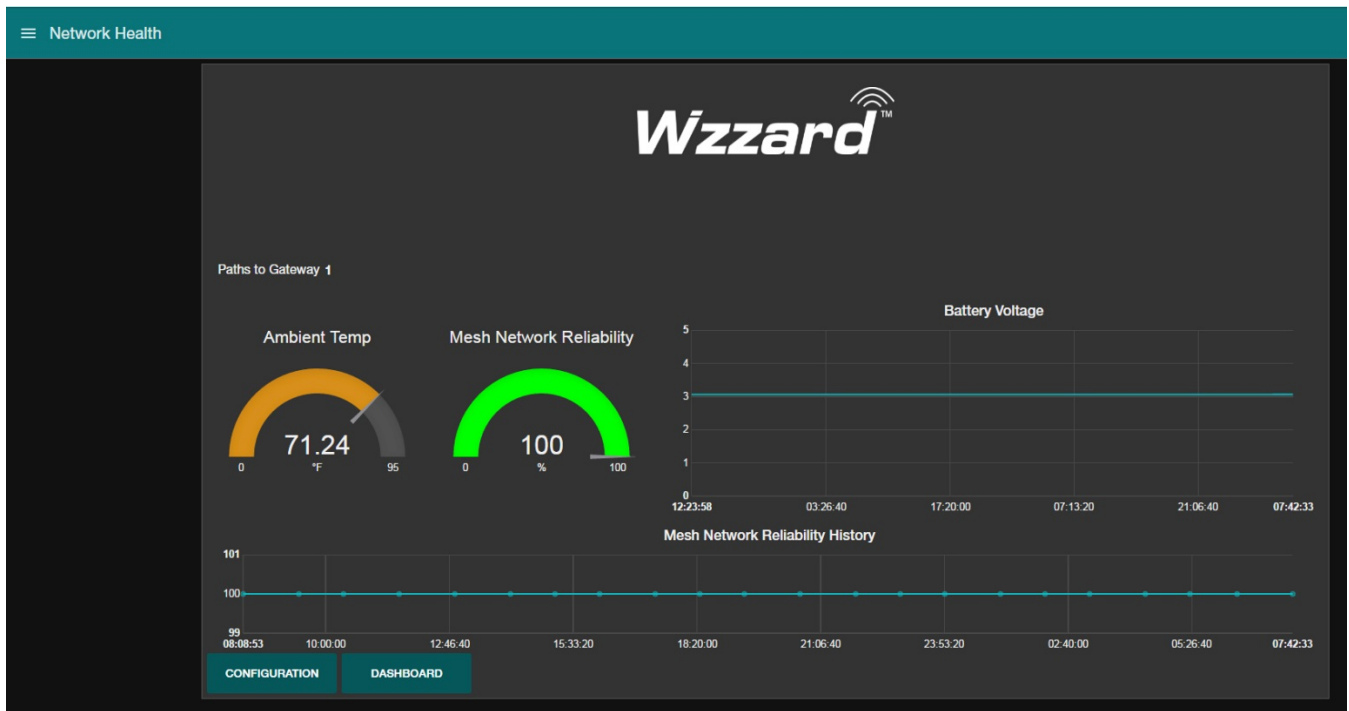 Network Health
Wzzard™
Paths to Gateway 1
Ambient Temp
71.24
0 °F 95
Mesh Network Reliability
100
0 % 100
Battery Voltage
5
4
3
2
1
0
12:23:58 03:26:40 17:20:00 07:13:20 21:06:40 07:42:33
Mesh Network Reliability History
101
100
99
08:08:53 10:00:00 12:46:40 15:33:20 18:20:00 21:06:40 23:53:20 02:40:00 05:26:40 07:42:33
CONFIGURATION DASHBOARD